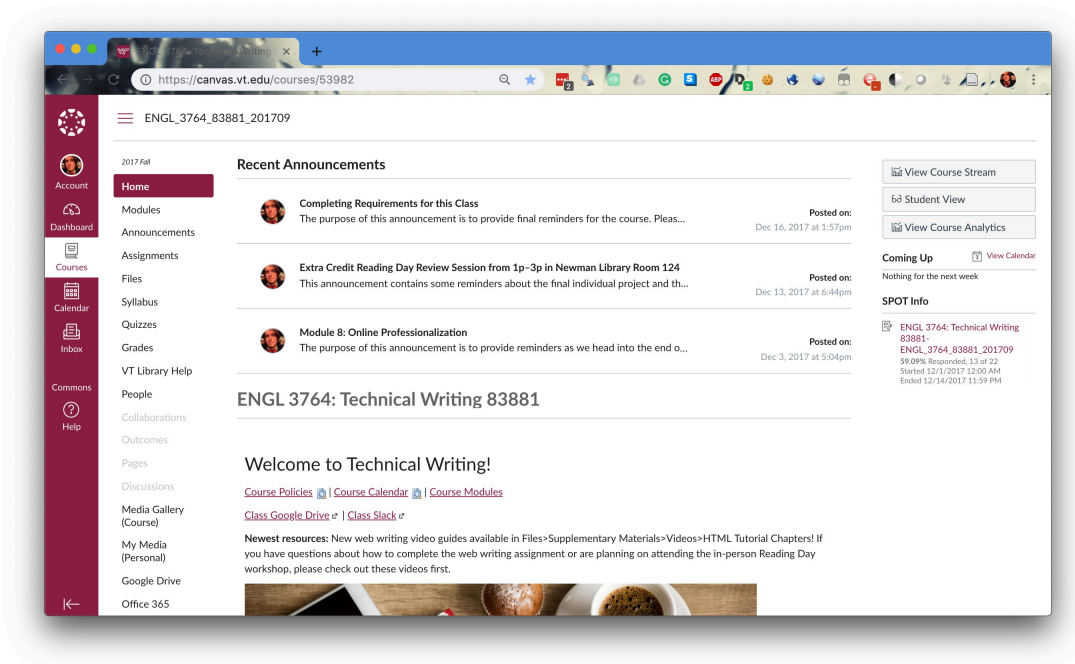 ENGL 3764: Technical Writing
https://canvas.vt.edu/courses/53982
ENGL_3764_83881_201709
Account
Dashboard
Courses
Calendar
Inbox
Commons
Help
2017 Fall
Home
Modules
Announcements
Assignments
Files
Syllabus
Quizzes
Grades
VT Library Help
People
Collaborations
Outcomes
Pages
Discussions
Media Gallery
(Course)
My Media
(Personal)
Google Drive
Office 365
Recent Announcements
Completing Requirements for this Class
The purpose of this announcement is to provide final reminders for the course. Pleas...
Posted on:
Dec 16, 2017 at 1:57pm
Extra Credit Reading Day Review Session from 1p–3p in Newman Library Room 124
This announcement contains some reminders about the final individual project and th...
Posted on:
Dec 13, 2017 at 6:44pm
Module 8: Online Professionalization
The purpose of this announcement is to provide reminders as we head into the end o...
Posted on:
Dec 3, 2017 at 5:04pm
ENGL 3764: Technical Writing 83881
Welcome to Technical Writing!
Course Policies | Course Calendar | Course Modules
Class Google Drive | Class Slack
Newest resources: New web writing video guides available in Files>Supplementary Materials>Videos>HTML Tutorial Chapters! If
you have questions about how to complete the web writing assignment or are planning on attending the in-person Reading Day
workshop, please check out these videos first.
View Course Stream
Student View
View Course Analytics
Coming Up
View Calendar
Nothing for the next week
SPOT Info
ENGL 3764: Technical Writing
83881-
ENGL_3764_83881_201709
59.09% Responded, 13 of 22
Started 12/1/2017 12:00 AM
Ended 12/14/2017 11:59 PM